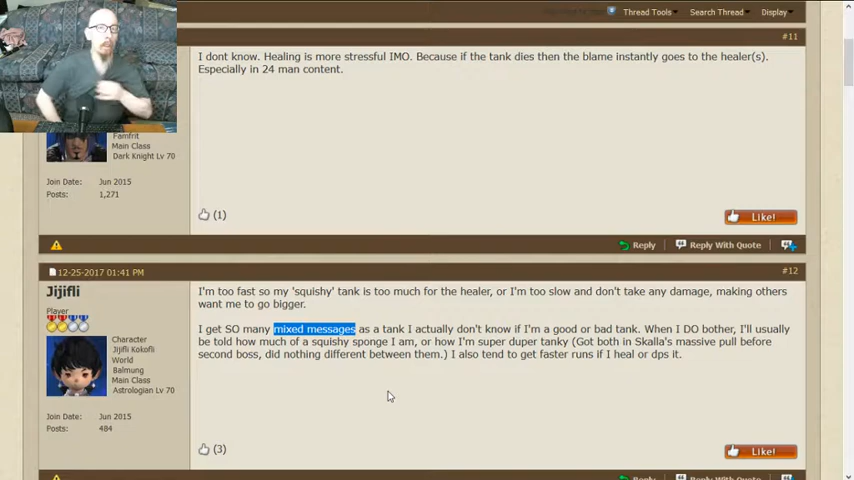 Thread Tools Search Thread Display
#11
I dont know. Healing is more stressful IMO. Because if the tank dies then the blame instantly goes to the healer(s).
Especially in 24 man content.
Famfrit
Main Class
Dark Knight Lv 70
Join Date: Jun 2015
Posts: 1,271
(1)
Like!
Reply Reply With Quote
12-25-2017 01:41 PM #12
Jijifli
Player
Character
Jijifli Kokofli
World
Balmung
Main Class
Astrologian Lv 70
Join Date: Jun 2015
Posts: 484
I'm too fast so my 'squishy' tank is too much for the healer, or I'm too slow and don't take any damage, making others
want me to go bigger.
I get SO many mixed messages as a tank I actually don't know if I'm a good or bad tank. When I DO bother, I'll usually
be told how much of a squishy sponge I am, or how I'm super duper tanky (Got both in Skalla's massive pull before
second boss, did nothing different between them.) I also tend to get faster runs if I heal or dps it.
(3)
Like!
Reply Reply With Quote